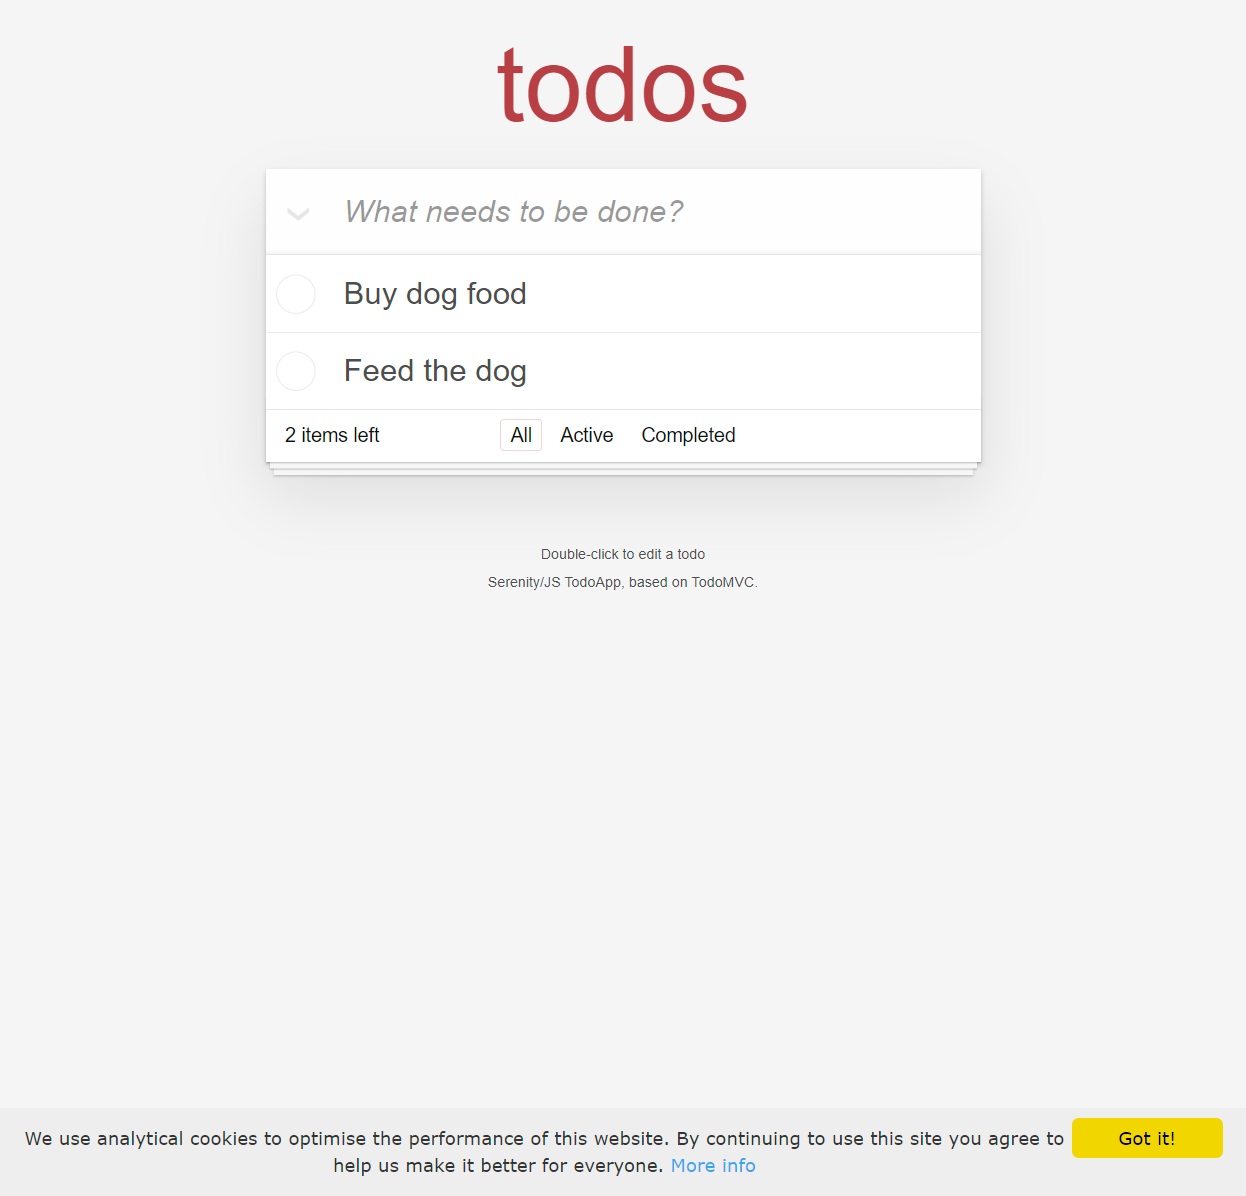 todos
What needs to be done?
Buy dog food
Feed the dog
2 items left All Active Completed
Double-click to edit a todo
Serenity/JS TodoApp, based on TodoMVC.
We use analytical cookies to optimise the performance of this website. By continuing to use this site you agree to
help us make it better for everyone. More info
Got it!